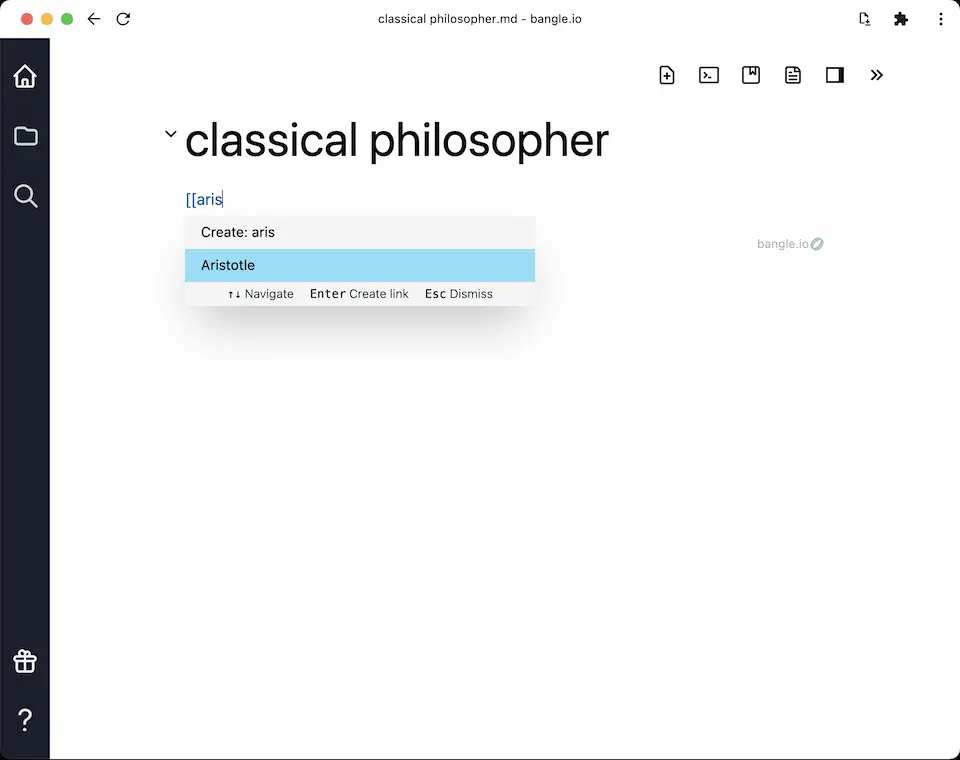 classical philosopher.md - bangle.io
classical philosopher
[[aris
Create: aris
Aristotle
↑↓ Navigate Enter Create link Esc Dismiss
bangle.io